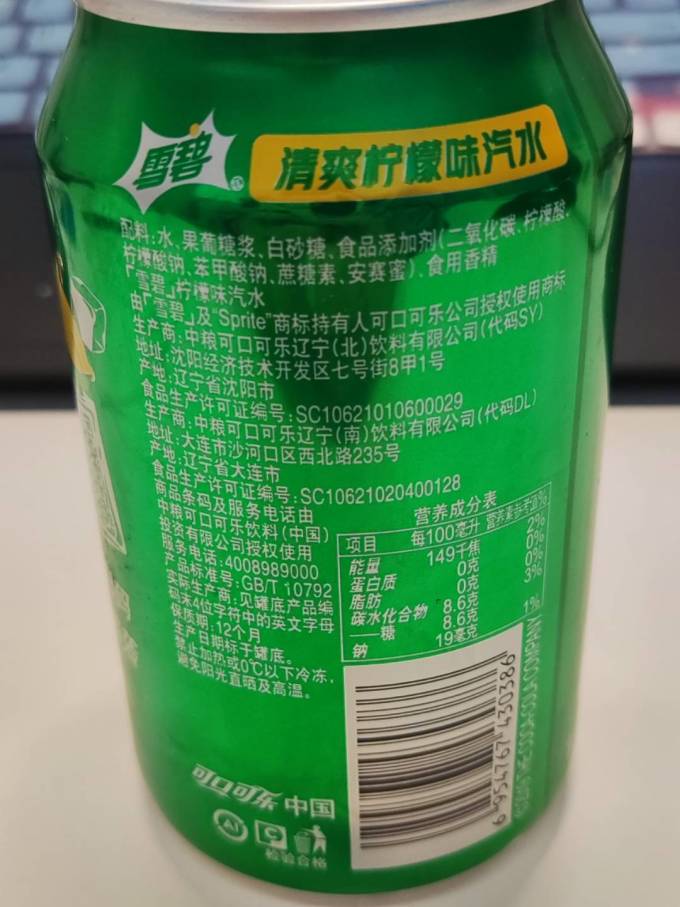 雪碧
清爽柠檬味汽水
配料:水、果葡糖浆、白砂糖、食品添加剂(二氧化碳、柠檬酸、
柠檬酸钠、苯甲酸钠、蔗糖素、安赛蜜)、食用香精
「雪碧」柠檬味汽水
由「雪碧」及"Sprite"商标持有人可口可乐公司授权使用商标
生产商:中粮可口可乐辽宁(北)饮料有限公司(代码SY)
地址:沈阳经济技术开发区七号街8甲1号
产地:辽宁省沈阳市
食品生产许可证编号:SC10621010600029
生产商:中粮可口可乐辽宁(南)饮料有限公司(代码DL)
地址:大连市沙河口区西北路235号
产地:辽宁省大连市
食品生产许可证编号:SC10621020400128
商品条码及服务电话由
中粮可口可乐饮料(中国)
投资有限公司授权使用
服务电话:4008989000
产品标准号:GB/T 10792
实际生产商:见罐底产品编
码末4位字符中的英文字母
保质期:12个月
生产日期标于罐底。
禁止加热或0℃以下冷冻,
避免阳光直晒及高温。
营养成分表
项目 每100毫升 营养素参考值%
能量 149千焦 2%
蛋白质 0克 0%
脂肪 0克 0%
碳水化合物 8.6克 3%
——糖 8.6克
钠 19毫克 1%
6 954767 430386
可口可乐 中国
检验合格